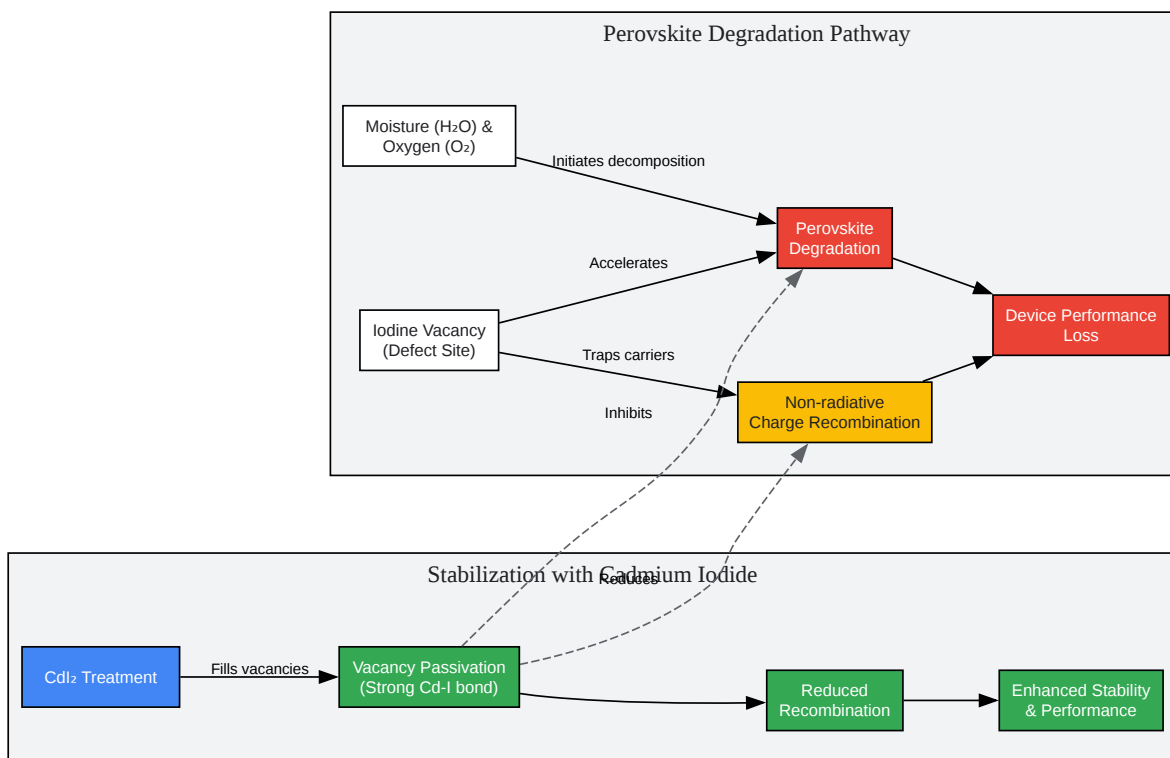 Perovskite Degradation Pathway
Moisture (H₂O) &
Oxygen (O₂)
Initiates decomposition
Perovskite
Degradation
Accelerates
Iodine Vacancy
(Defect Site)
Device Performance
Loss
Traps carriers
Inhibits
Non-radiative
Charge Recombination
Stabilization with Cadmium Iodide
Reduces
CdI₂ Treatment
Fills vacancies
Vacancy Passivation
(Strong Cd-I bond)
Reduced
Recombination
Enhanced Stability
& Performance